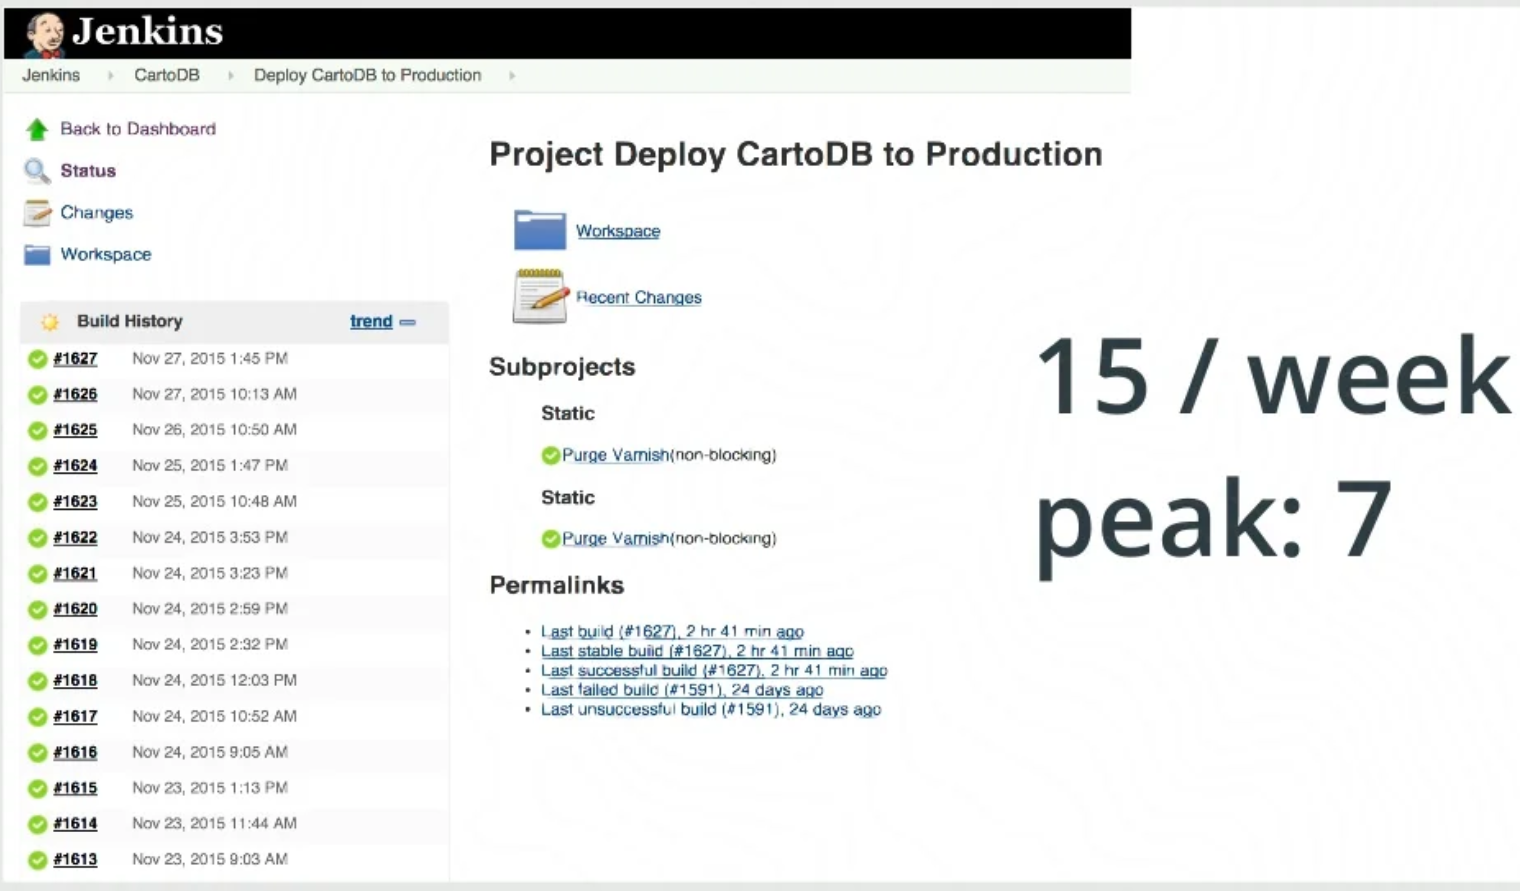 Jenkins
Jenkins CartoDB Deploy CartoDB to Production
Back to Dashboard
Status
Changes
Workspace
Build History trend
#1627 Nov 27, 2015 1:45 PM
#1626 Nov 27, 2015 10:13 AM
#1625 Nov 26, 2015 10:50 AM
#1624 Nov 25, 2015 1:47 PM
#1623 Nov 25, 2015 10:48 AM
#1622 Nov 24, 2015 3:53 PM
#1621 Nov 24, 2015 3:23 PM
#1620 Nov 24, 2015 2:59 PM
#1619 Nov 24, 2015 2:32 PM
#1618 Nov 24, 2015 12:03 PM
#1617 Nov 24, 2015 10:52 AM
#1616 Nov 24, 2015 9:05 AM
#1615 Nov 23, 2015 1:13 PM
#1614 Nov 23, 2015 11:44 AM
#1613 Nov 23, 2015 9:03 AM
Project Deploy CartoDB to Production
Workspace
Recent Changes
Subprojects
Static
Purge Varnish(non-blocking)
Static
Purge Varnish(non-blocking)
Permalinks
Last build (#1627), 2 hr 41 min ago
Last stable build (#1627), 2 hr 41 min ago
Last successful build (#1627), 2 hr 41 min ago
Last failed build (#1591), 24 days ago
Last unsuccessful build (#1591), 24 days ago
15 / week
peak: 7